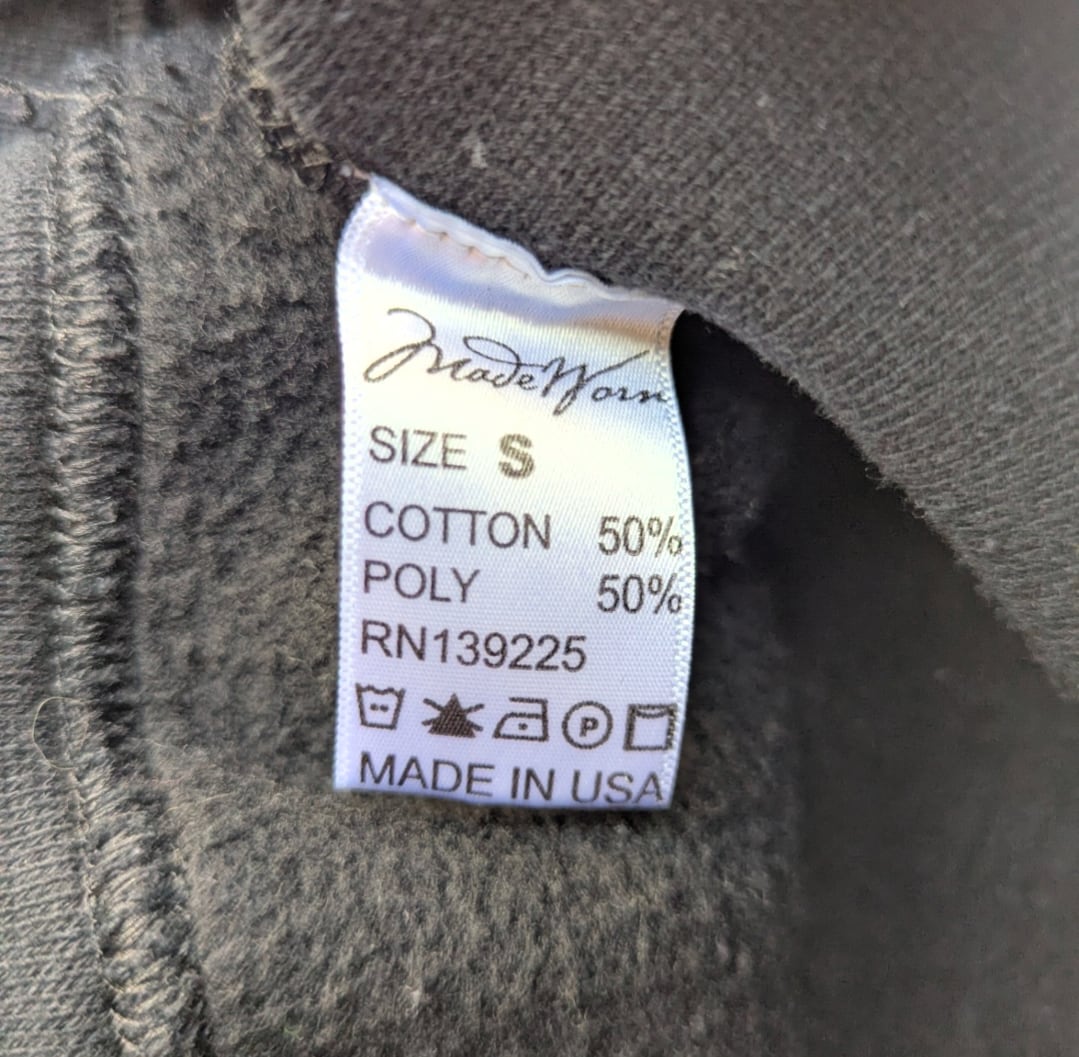 MadeWorn
SIZE S
COTTON 50%
POLY 50%
RN139225
P
MADE IN USA